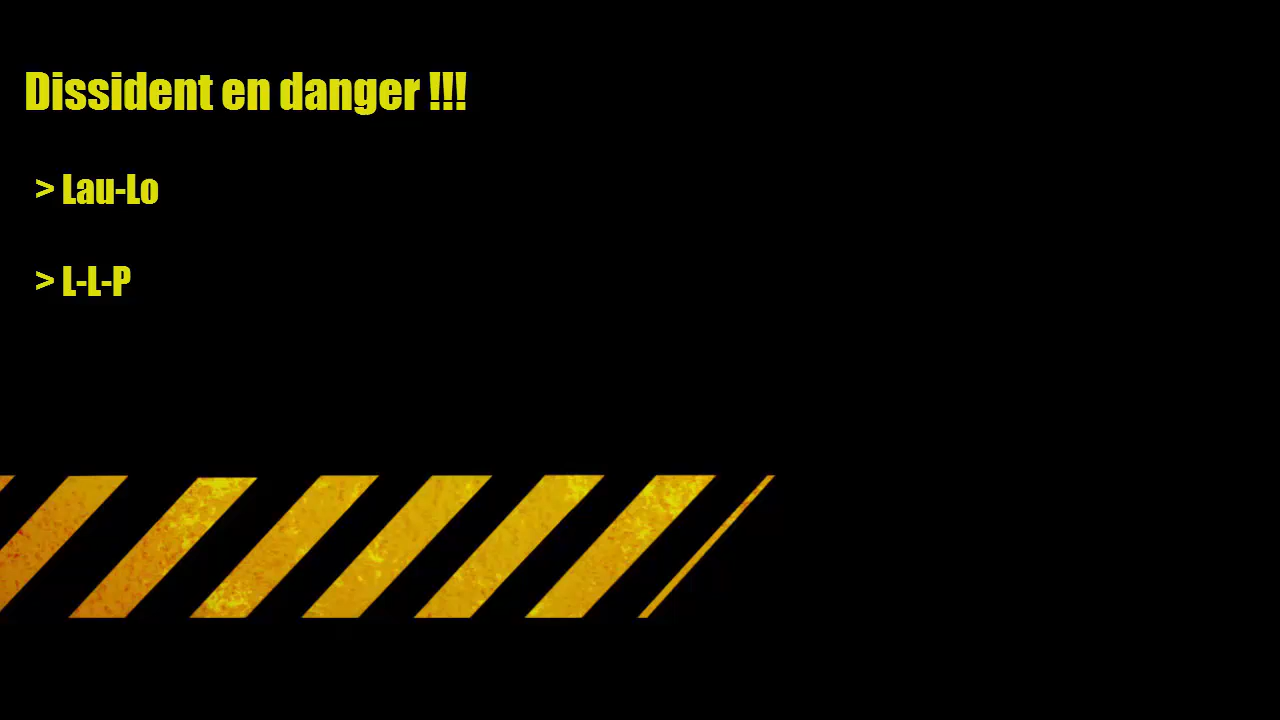 Dissident en danger !!!
> Lau-Lo
> L-L-P